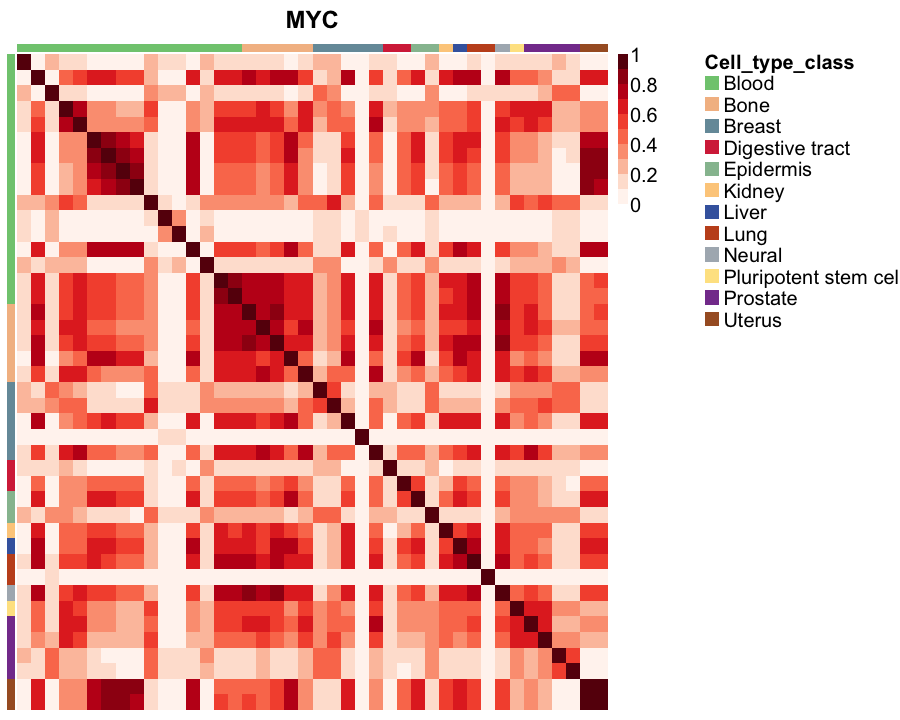 MYC
1
0.8
0.6
0.4
0.2
0
Cell_type_class
Blood
Bone
Breast
Digestive tract
Epidermis
Kidney
Liver
Lung
Neural
Pluripotent stem cel
Prostate
Uterus